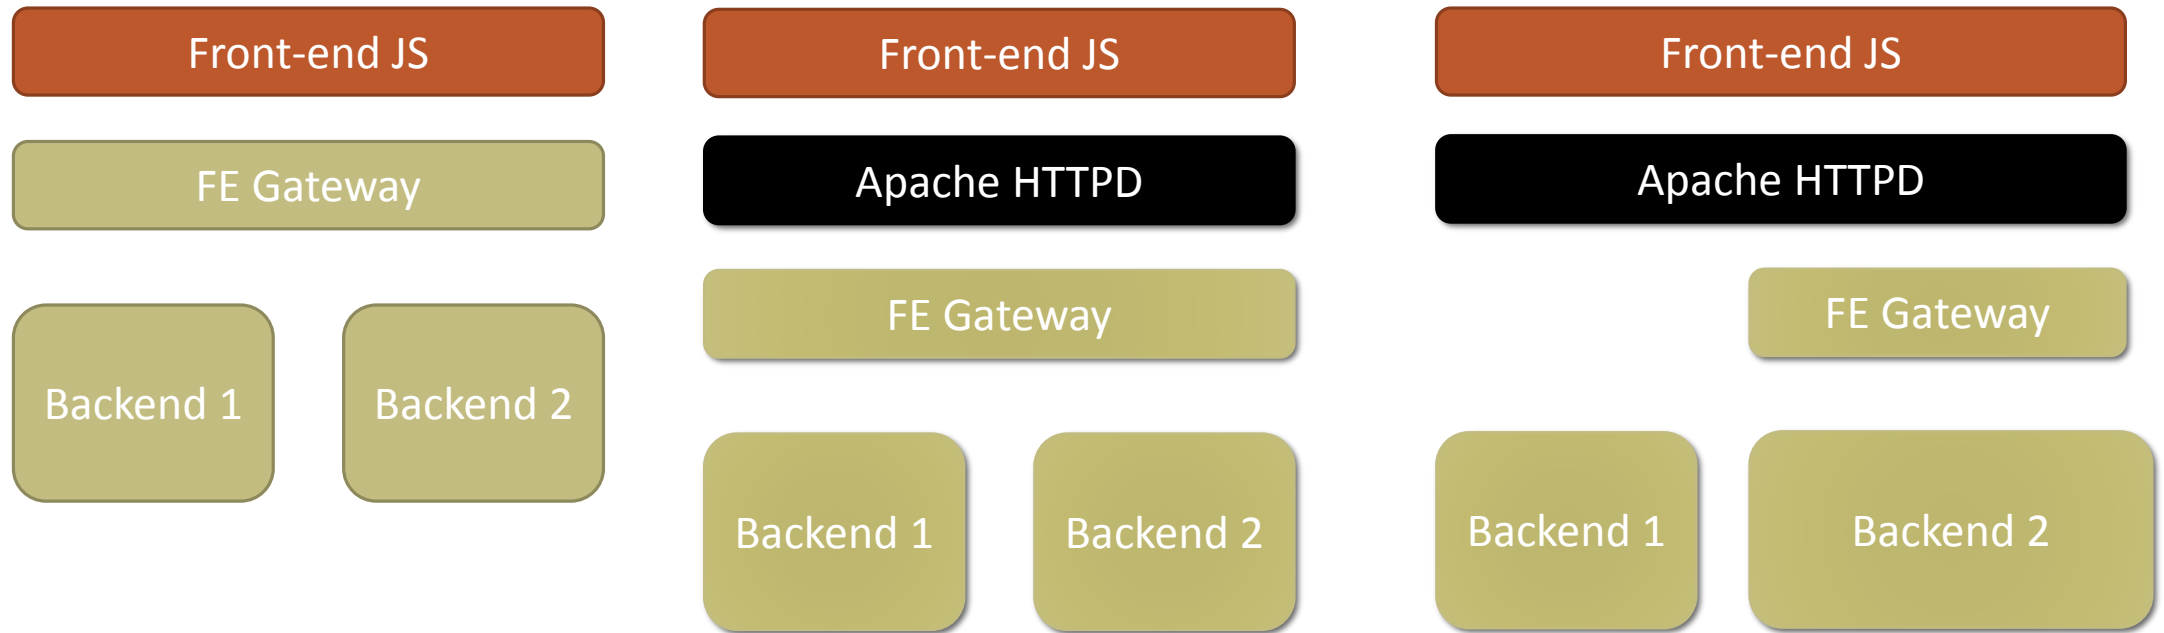 Front-end JS
FE Gateway
Backend 1
Backend 2
Front-end JS
Apache HTTPD
FE Gateway
Backend 1
Backend 2
Front-end JS
Apache HTTPD
FE Gateway
Backend 1
Backend 2